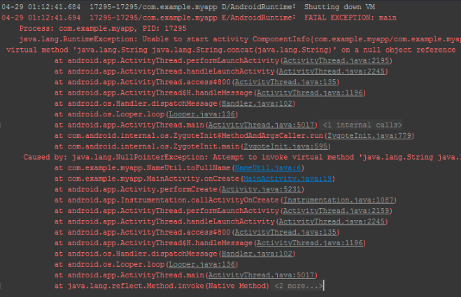 04-29 01:12:41.684  17295-17295/com.example.myapp D/AndroidRuntime﹕ Shutting down VM
04-29 01:12:41.694  17295-17295/com.example.myapp E/AndroidRuntime﹕ FATAL EXCEPTION: main
Process: com.example.myapp, PID: 17295
java.lang.RuntimeException: Unable to start activity ComponentInfo{com.example.myapp/com.example.mya
virtual method 'java.lang.String java.lang.String.concat(java.lang.String)' on a null object reference
at android.app.ActivityThread.performLaunchActivity(ActivityThread.java:2195)
at android.app.ActivityThread.handleLaunchActivity(ActivityThread.java:2245)
at android.app.ActivityThread.access$800(ActivityThread.java:135)
at android.app.ActivityThread$H.handleMessage(ActivityThread.java:1196)
at android.os.Handler.dispatchMessage(Handler.java:102)
at android.os.Looper.loop(Looper.java:136)
at android.app.ActivityThread.main(ActivityThread.java:5017) <1 internal calls>
at com.android.internal.os.ZygoteInit$MethodAndArgsCaller.run(ZygoteInit.java:779)
at com.android.internal.os.ZygoteInit.main(ZygoteInit.java:595)
Caused by: java.lang.NullPointerException: Attempt to invoke virtual method 'java.lang.String java.
at com.example.myapp.NameUtil.toFullName(NameUtil.java:6)
at com.example.myapp.MainActivity.onCreate(MainActivity.java:19)
at android.app.Activity.performCreate(Activity.java:5231)
at android.app.Instrumentation.callActivityOnCreate(Instrumentation.java:1087)
at android.app.ActivityThread.performLaunchActivity(ActivityThread.java:2159)
at android.app.ActivityThread.handleLaunchActivity(ActivityThread.java:2245)
at android.app.ActivityThread.access$800(ActivityThread.java:135)
at android.app.ActivityThread$H.handleMessage(ActivityThread.java:1196)
at android.os.Handler.dispatchMessage(Handler.java:102)
at android.os.Looper.loop(Looper.java:136)
at android.app.ActivityThread.main(ActivityThread.java:5017)
at java.lang.reflect.Method.invoke(Native Method) <2 more...>